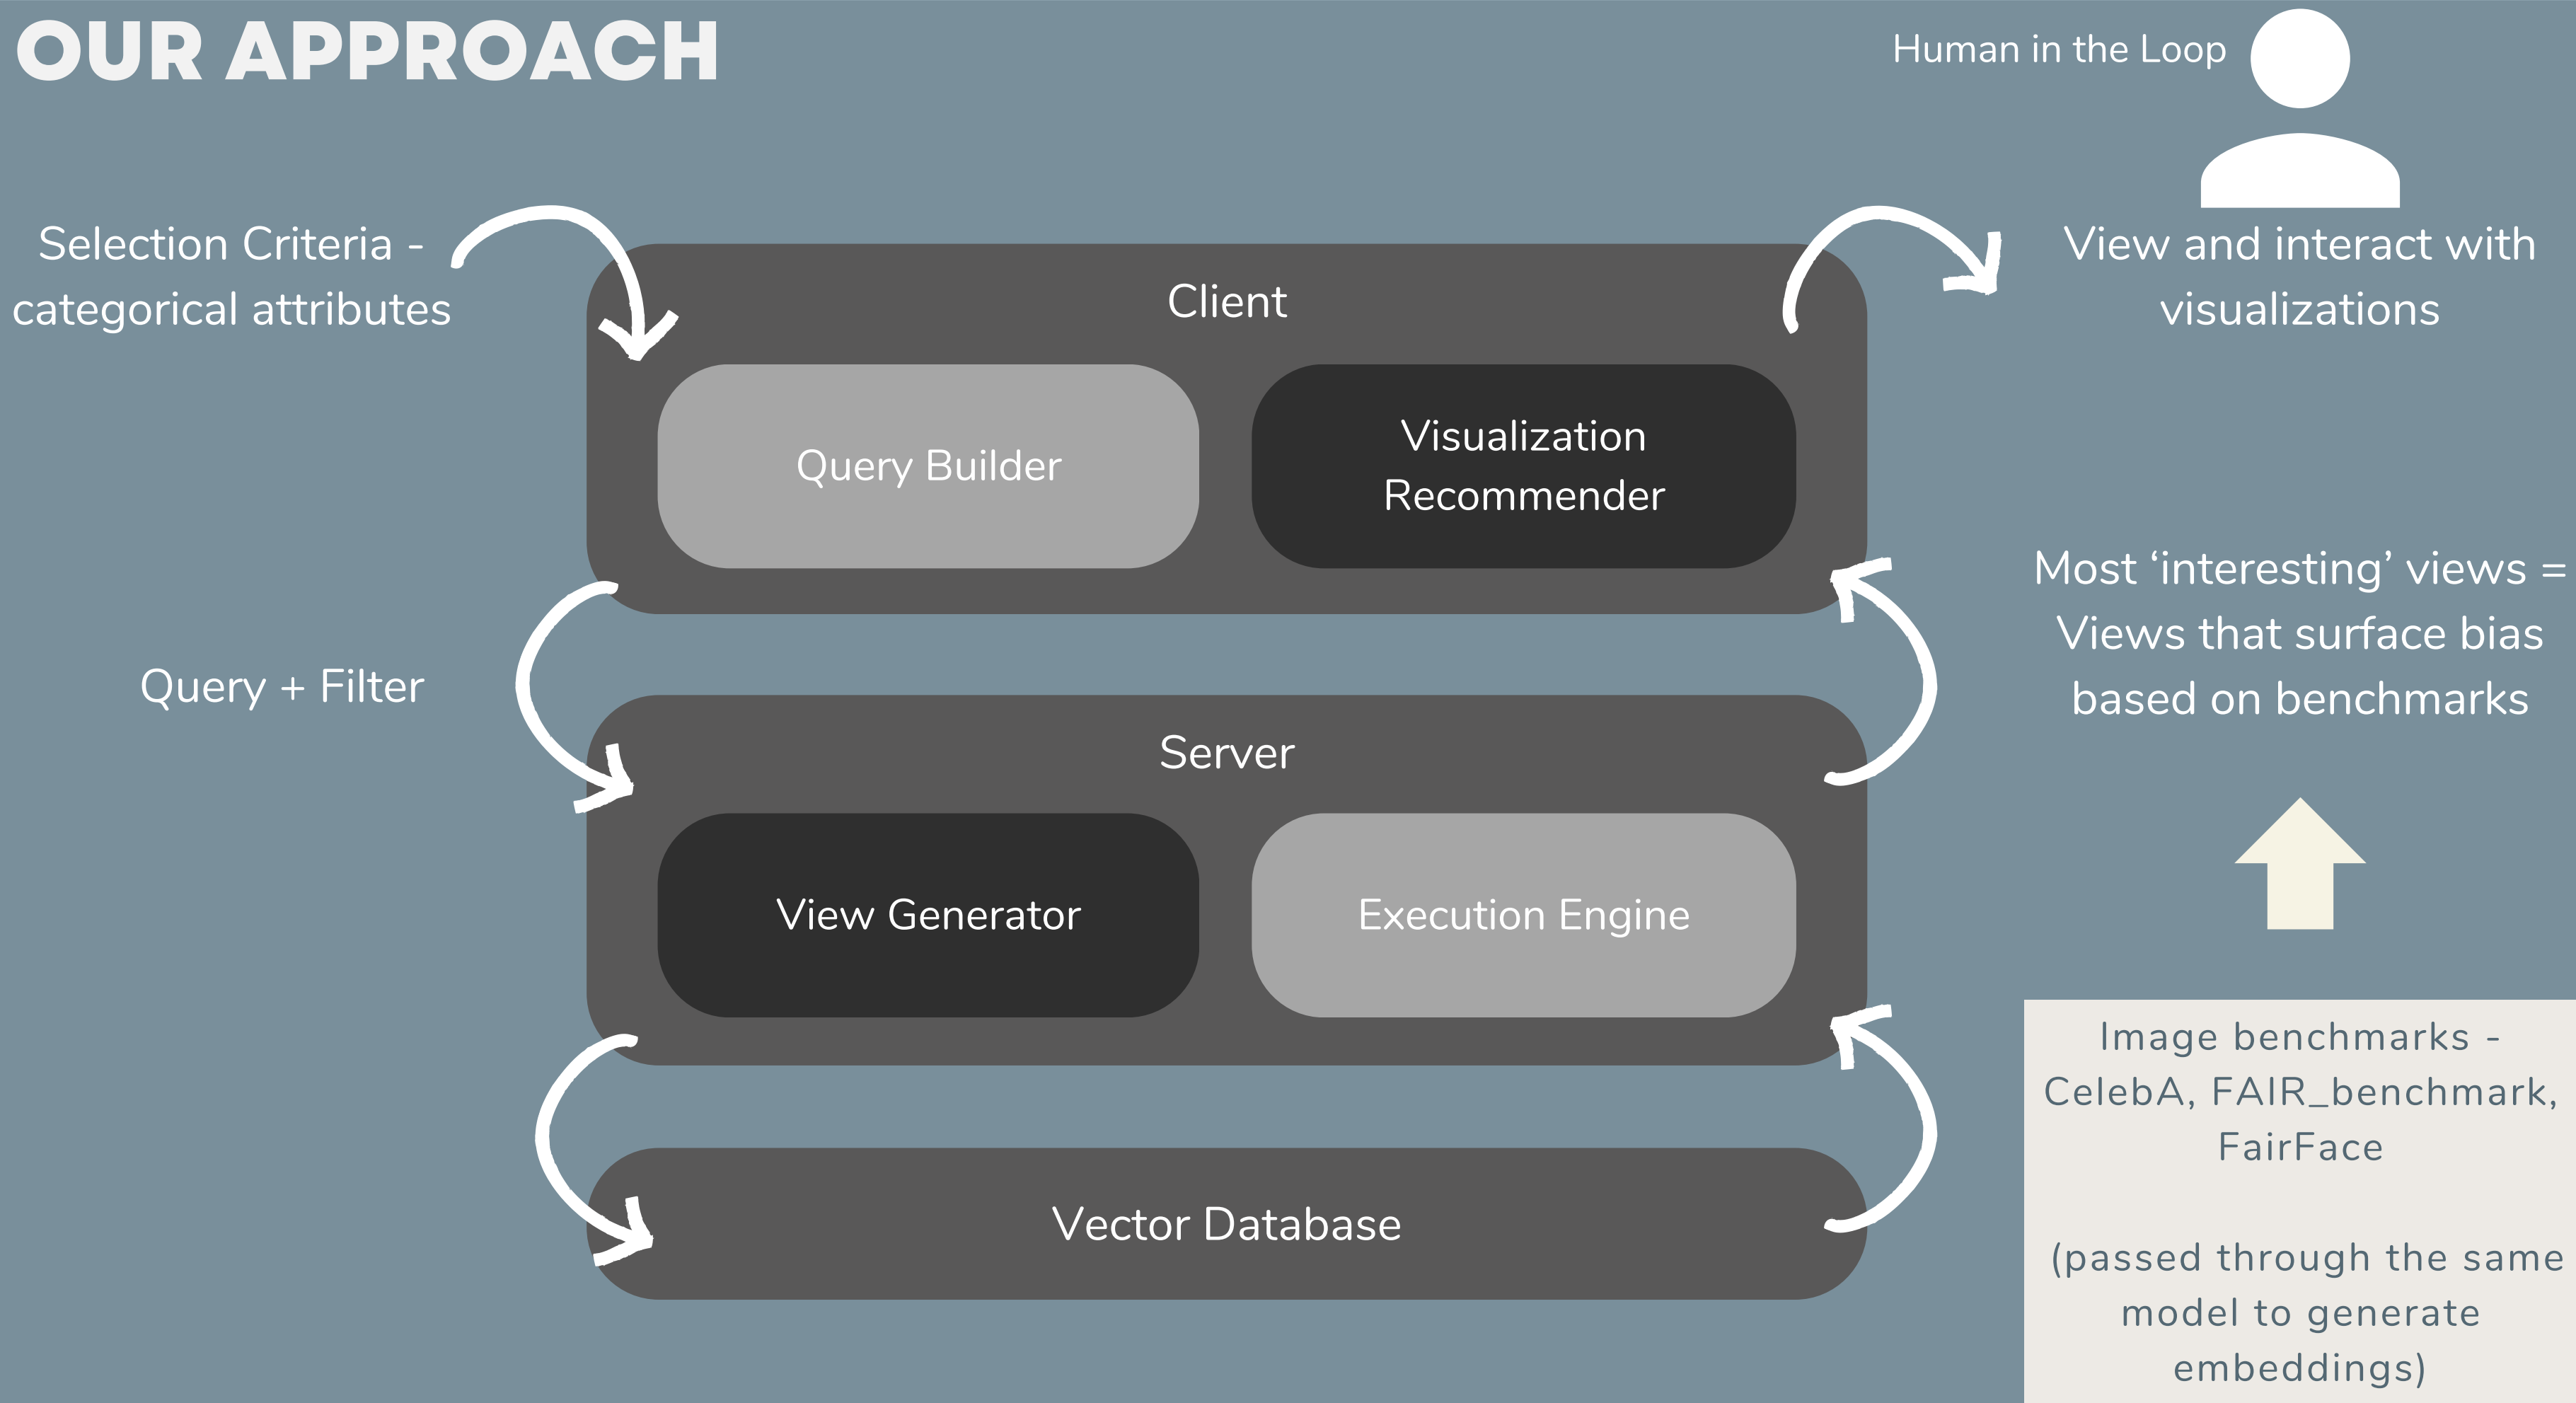 OUR APPROACH
Human in the Loop
Selection Criteria -
categorical attributes
View and interact with
visualizations
Client
Query Builder
Visualization
Recommender
Query + Filter
Most ‘interesting’ views =
Views that surface bias
based on benchmarks
Server
View Generator
Execution Engine
Image benchmarks -
CelebA, FAIR_benchmark,
FairFace
(passed through the same
model to generate
embeddings)
Vector Database